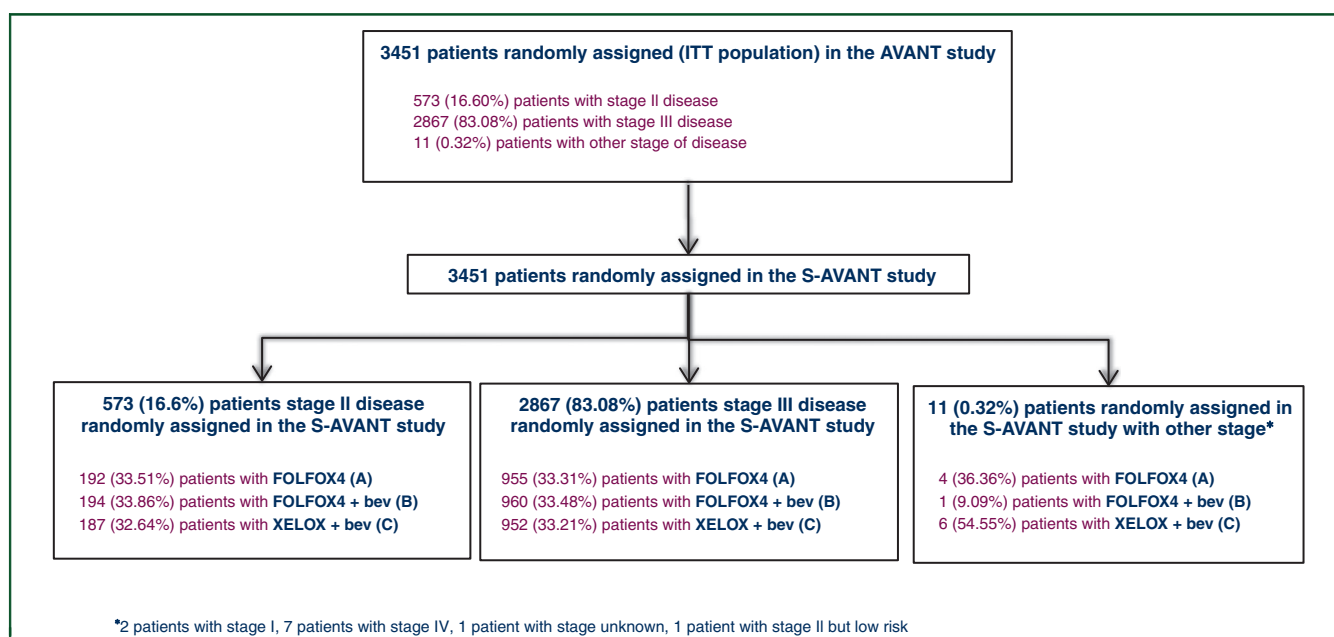 3451 patients randomly assigned (ITT population) in the AVANT study
573 (16.60%) patients with stage II disease
2867 (83.08%) patients with stage III disease
11 (0.32%) patients with other stage of disease
3451 patients randomly assigned in the S-AVANT study
573 (16.6%) patients stage II disease
randomly assigned in the S-AVANT study
192 (33.51%) patients with FOLFOX4 (A)
194 (33.86%) patients with FOLFOX4 + bev (B)
187 (32.64%) patients with XELOX + bev (C)
2867 (83.08%) patients stage III disease
randomly assigned in the S-AVANT study
955 (33.31%) patients with FOLFOX4 (A)
960 (33.48%) patients with FOLFOX4 + bev (B)
952 (33.21%) patients with XELOX + bev (C)
11 (0.32%) patients randomly assigned in
the S-AVANT study with other stage*
4 (36.36%) patients with FOLFOX4 (A)
1 (9.09%) patients with FOLFOX4 + bev (B)
6 (54.55%) patients with XELOX + bev (C)
*2 patients with stage I, 7 patients with stage IV, 1 patient with stage unknown, 1 patient with stage II but low risk